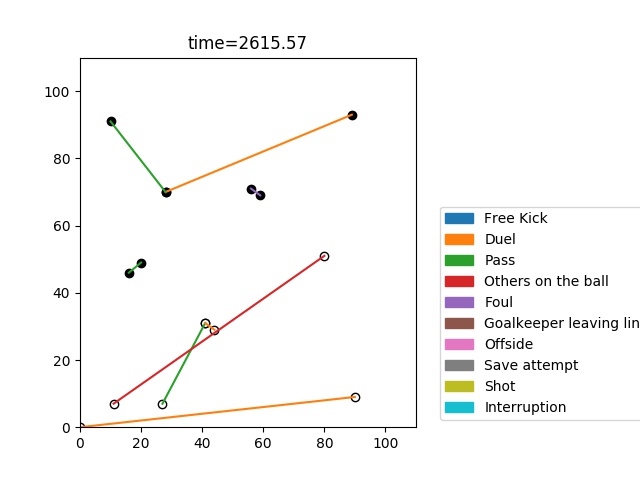 time=2615.57
100
80
60
40
20
0
0 20 40 60 80 100
Free Kick
Duel
Pass
Others on the ball
Foul
Goalkeeper leaving lin
Offside
Save attempt
Shot
Interruption